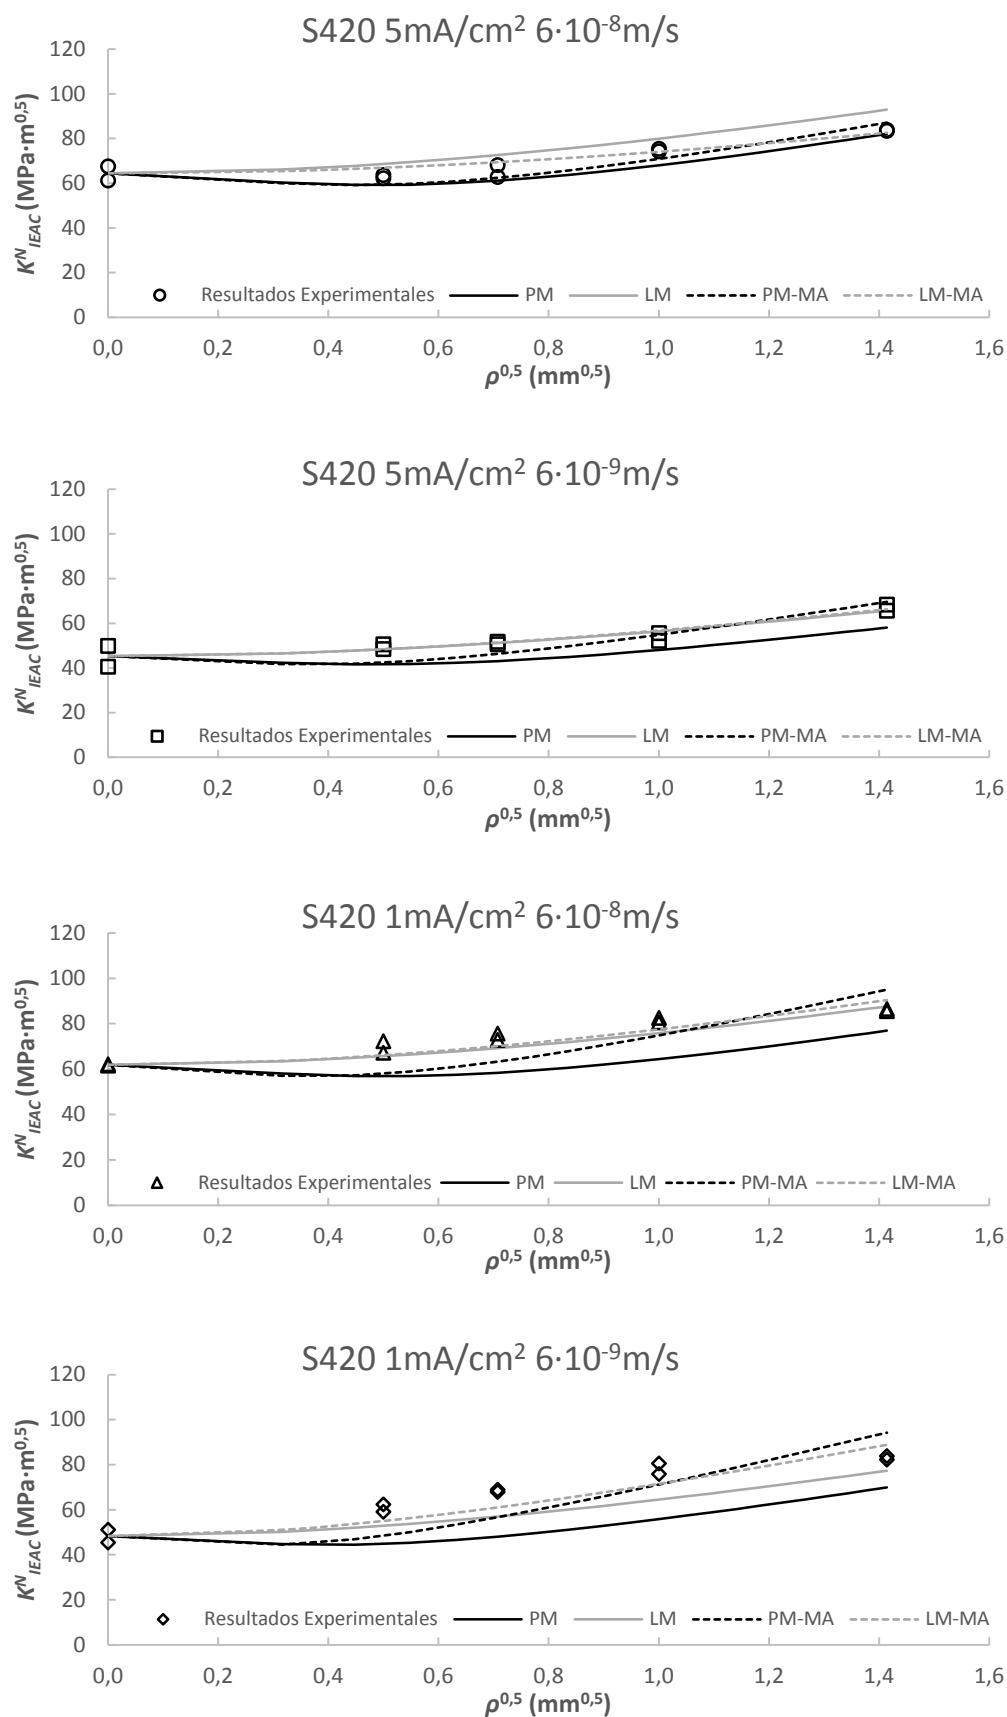 S420 5mA/cm² 6·10⁻⁸m/s
120
100
80
60
40
20
0
K^N_IEAC (MPa·m^0,5)
Resultados Experimentales PM LM PM-MA LM-MA
0,0 0,2 0,4 0,6 0,8 1,0 1,2 1,4 1,6
ρ^0,5 (mm^0,5)
S420 5mA/cm² 6·10⁻⁹m/s
120
100
80
60
40
20
0
K^N_IEAC (MPa·m^0,5)
Resultados Experimentales PM LM PM-MA LM-MA
0,0 0,2 0,4 0,6 0,8 1,0 1,2 1,4 1,6
ρ^0,5 (mm^0,5)
S420 1mA/cm² 6·10⁻⁸m/s
120
100
80
60
40
20
0
K^N_IEAC (MPa·m^0,5)
Resultados Experimentales PM LM PM-MA LM-MA
0,0 0,2 0,4 0,6 0,8 1,0 1,2 1,4 1,6
ρ^0,5 (mm^0,5)
S420 1mA/cm² 6·10⁻⁹m/s
120
100
80
60
40
20
0
K^N_IEAC (MPa·m^0,5)
Resultados Experimentales PM LM PM-MA LM-MA
0,0 0,2 0,4 0,6 0,8 1,0 1,2 1,4 1,6
ρ^0,5 (mm^0,5)